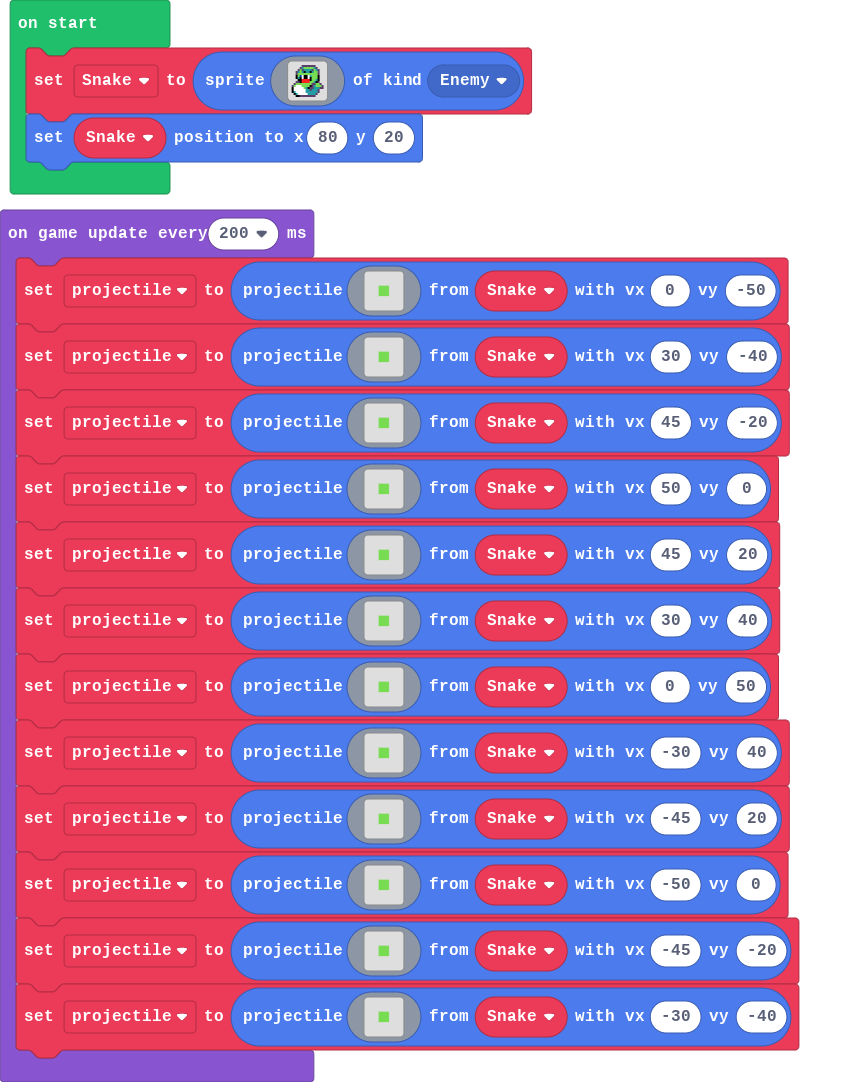 on start
set Snake to sprite of kind Enemy
set Snake position to x 80 y 20
on game update every 200 ms
set projectile to projectile from Snake with vx 0 vy -50
set projectile to projectile from Snake with vx 30 vy -40
set projectile to projectile from Snake with vx 45 vy -20
set projectile to projectile from Snake with vx 50 vy 0
set projectile to projectile from Snake with vx 45 vy 20
set projectile to projectile from Snake with vx 30 vy 40
set projectile to projectile from Snake with vx 0 vy 50
set projectile to projectile from Snake with vx -30 vy 40
set projectile to projectile from Snake with vx -45 vy 20
set projectile to projectile from Snake with vx -50 vy 0
set projectile to projectile from Snake with vx -45 vy -20
set projectile to projectile from Snake with vx -30 vy -40